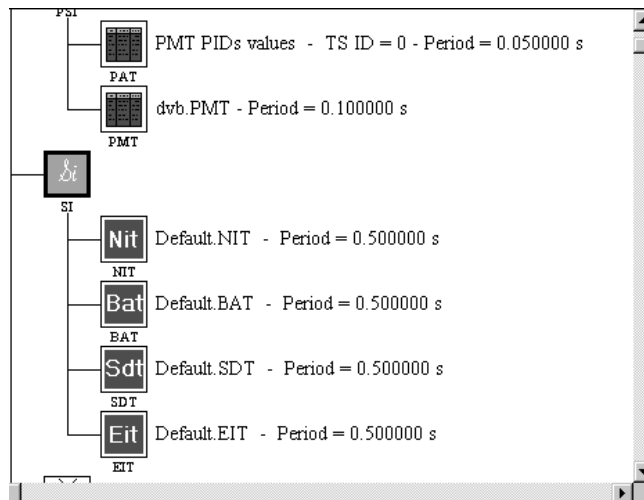 PSI
PMT PIDs values - TS ID = 0 - Period = 0.050000 s
PAT
dvb.PMT - Period = 0.100000 s
PMT
Si
SI
Nit Default.NIT - Period = 0.500000 s
NIT
Bat Default.BAT - Period = 0.500000 s
BAT
Sdt Default.SDT - Period = 0.500000 s
SDT
Eit Default.EIT - Period = 0.500000 s
EIT